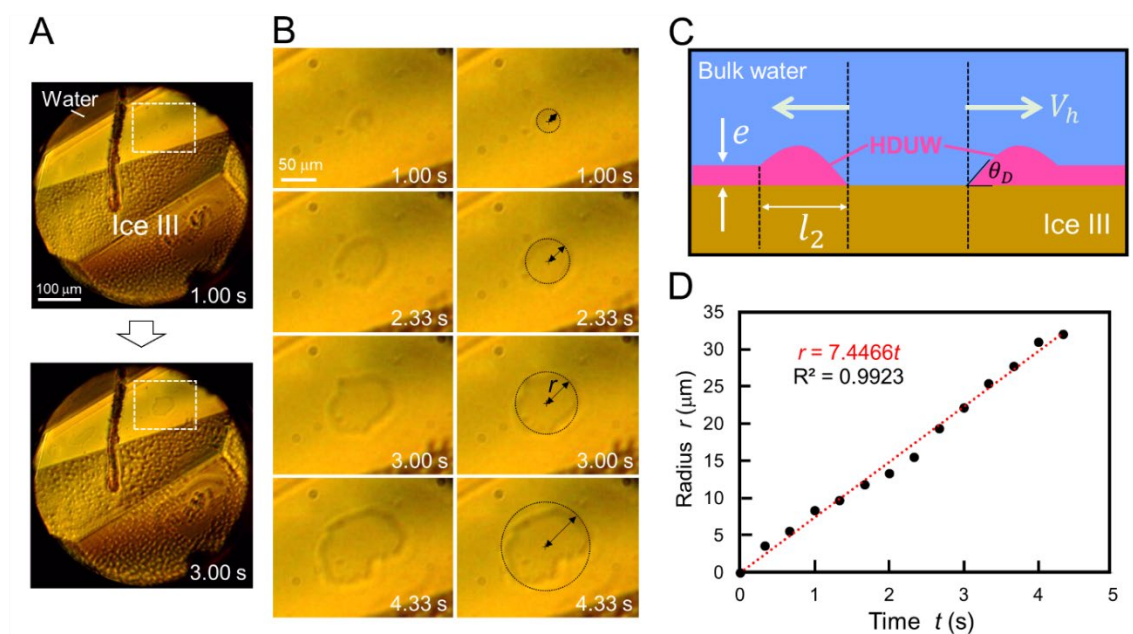 A
Water
Ice III
100 μm
1.00 s
3.00 s
B
50 μm
1.00 s
1.00 s
2.33 s
2.33 s
r
3.00 s
3.00 s
4.33 s
4.33 s
C
Bulk water
V_h
e
HDUW
θ_D
l_2
Ice III
D
35
30
25
20
15
10
5
0
r = 7.4466t
R² = 0.9923
Radius r (μm)
0 1 2 3 4 5
Time t (s)